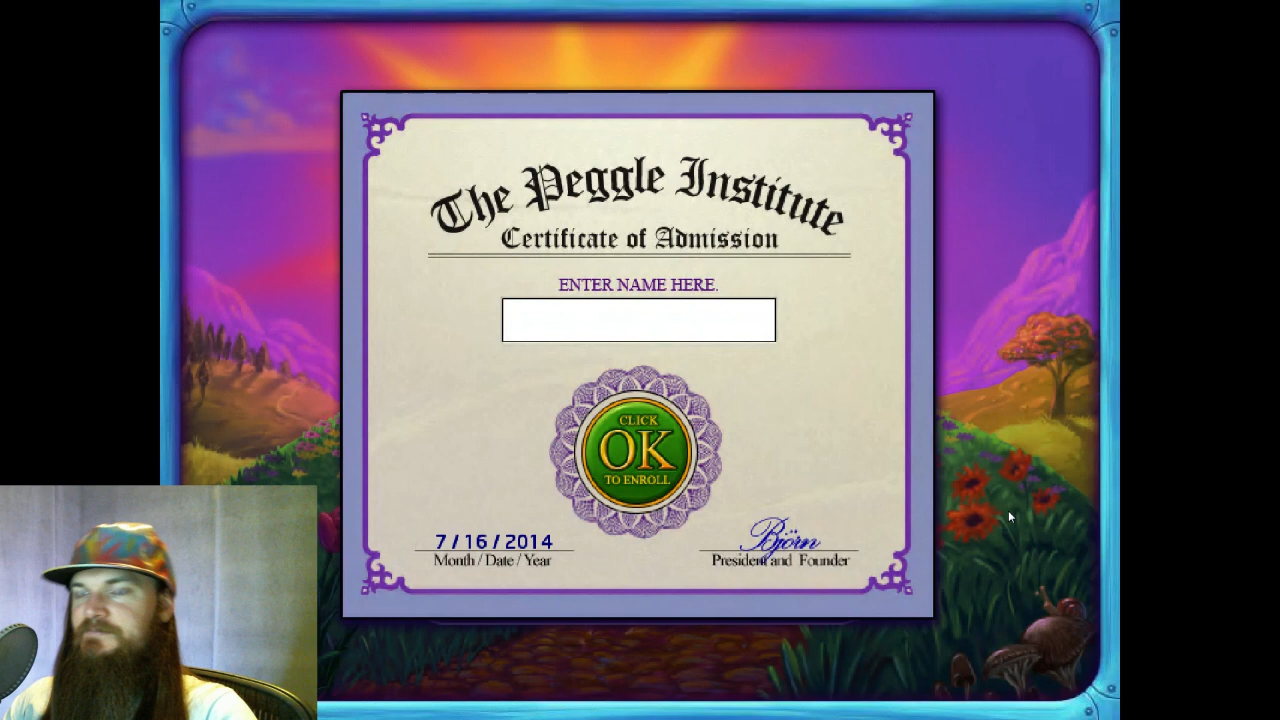 The Peggle Institute
Certificate of Admission
ENTER NAME HERE.
CLICK
OK
TO ENROLL
7/16/2014
Month / Date / Year
Björn
President and Founder